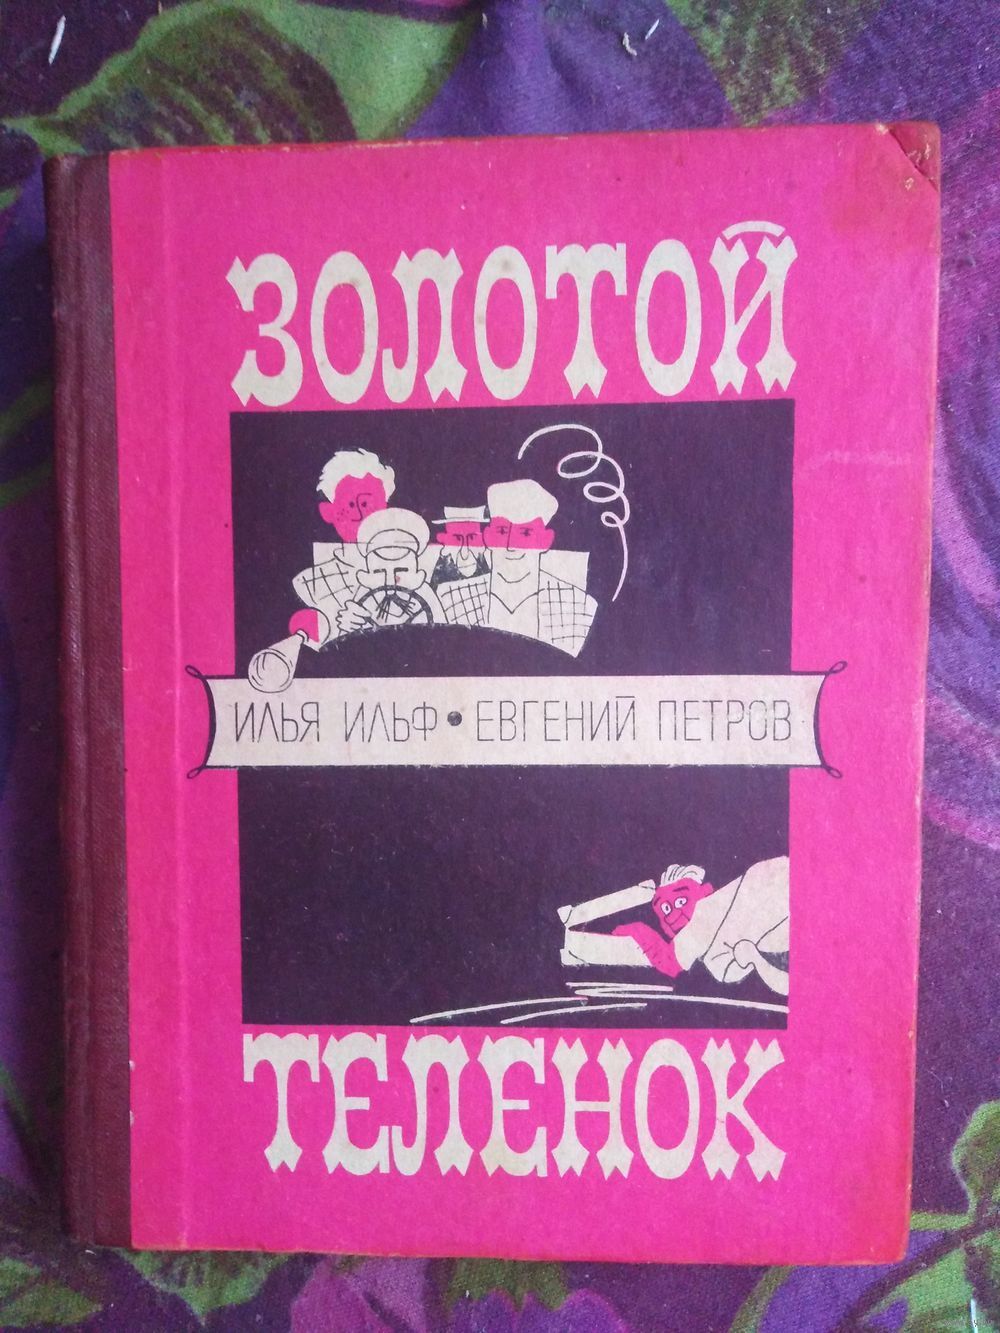 ЗОЛОТОЙ
ИЛЬЯ ИЛЬФ • ЕВГЕНИЙ ПЕТРОВ
ТЕЛЕНОК